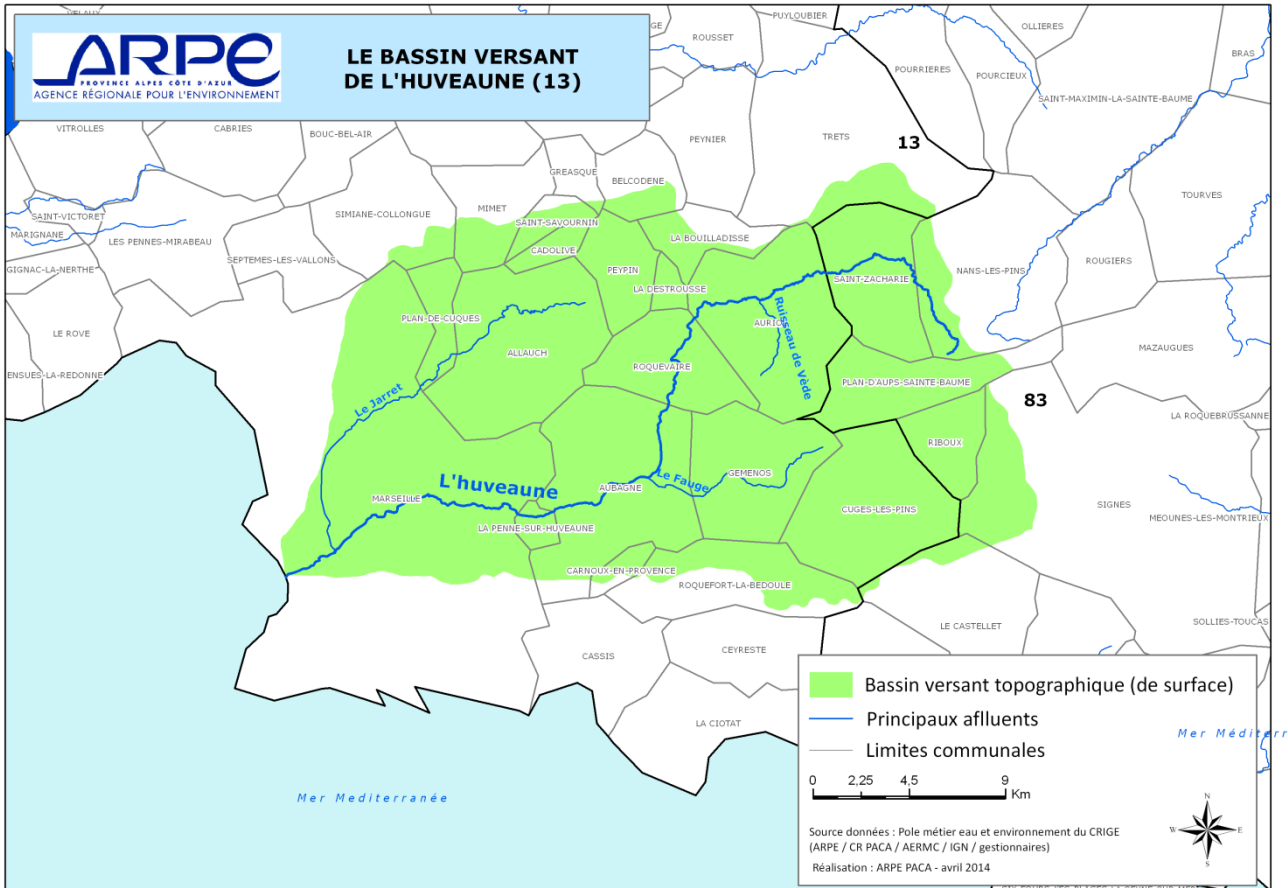 ARPE
PROVENCE ALPES CÔTE D'AZUR
AGENCE RÉGIONALE POUR L'ENVIRONNEMENT
LE BASSIN VERSANT
DE L'HUVEAUNE (13)
PUYLOUBIER
OLLIERES
ROUSSET
BRAS
POURRIERES
POURCIEUX
SAINT-MAXIMIN-LA-SAINTE-BAUME
VITROLLES
CABRIES
BOUC-BEL-AIR
PEYNIER
TRETS
13
GREASQUE
BELCODENE
TOURVES
SAINT-VICTORET
SIMIANE-COLLONGUE
MIMET
SAINT-SAVOURNIN
MARIGNANE
LES PENNES-MIRABEAU
LA BOUILLADISSE
CADOLIVE
SEPTEMES-LES-VALLONS
GIGNAC-LA-NERTHE
PEYPIN
NANS-LES-PINS
ROUGIERS
SAINT-ZACHARIE
LA DESTROUSSE
PLAN-DE-CUQUES
AURIOL
Ruisseau de Vède
LE ROVE
MAZAUGUES
ALLAUCH
ROQUEVAIRE
ENSUES-LA-REDONNE
PLAN-D'AUPS-SAINTE-BAUME
83
Le Jarret
LA ROQUEBRUSSANNE
RIBOUX
L'huveaune
Le Fauge
GEMENOS
AUBAGNE
MARSEILLE
CUGES-LES-PINS
SIGNES
MEOUNES-LES-MONTRIEUX
LA PENNE-SUR-HUVEAUNE
CARNOUX-EN-PROVENCE
ROQUEFORT-LA-BEDOULE
LE CASTELLET
SOLLIES-TOUCAS
CASSIS
CEYRESTE
LA CIOTAT
Mer Mediterranée
Bassin versant topographique (de surface)
Principaux aflluents
Mer Méditerr
Limites communales
0 2,25 4,5 9
Km
N
W E
S
Source données : Pole métier eau et environnement du CRIGE
(ARPE / CR PACA / AERMC / IGN / gestionnaires)
Réalisation : ARPE PACA - avril 2014